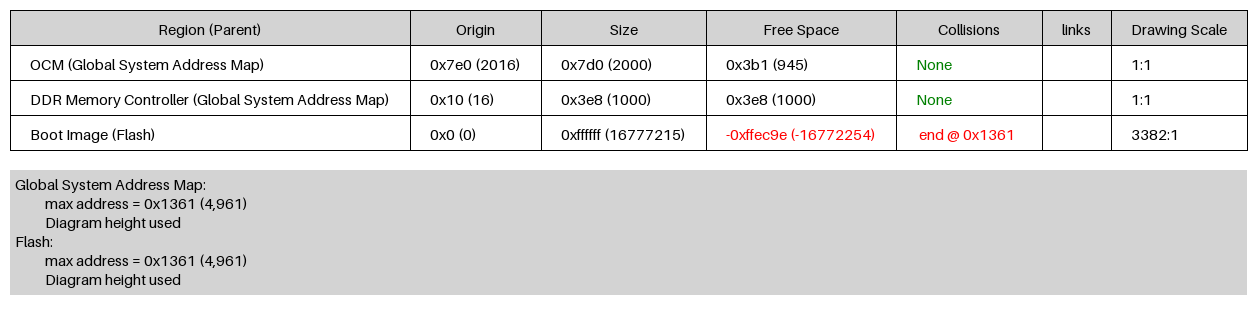 Region (Parent) Origin Size Free Space Collisions links Drawing Scale
OCM (Global System Address Map) 0x7e0 (2016) 0x7d0 (2000) 0x3b1 (945) None 1:1
DDR Memory Controller (Global System Address Map) 0x10 (16) 0x3e8 (1000) 0x3e8 (1000) None 1:1
Boot Image (Flash) 0x0 (0) 0xffffff (16777215) -0xffec9e (-16772254) end @ 0x1361 3382:1
Global System Address Map:
max address = 0x1361 (4,961)
Diagram height used
Flash:
max address = 0x1361 (4,961)
Diagram height used